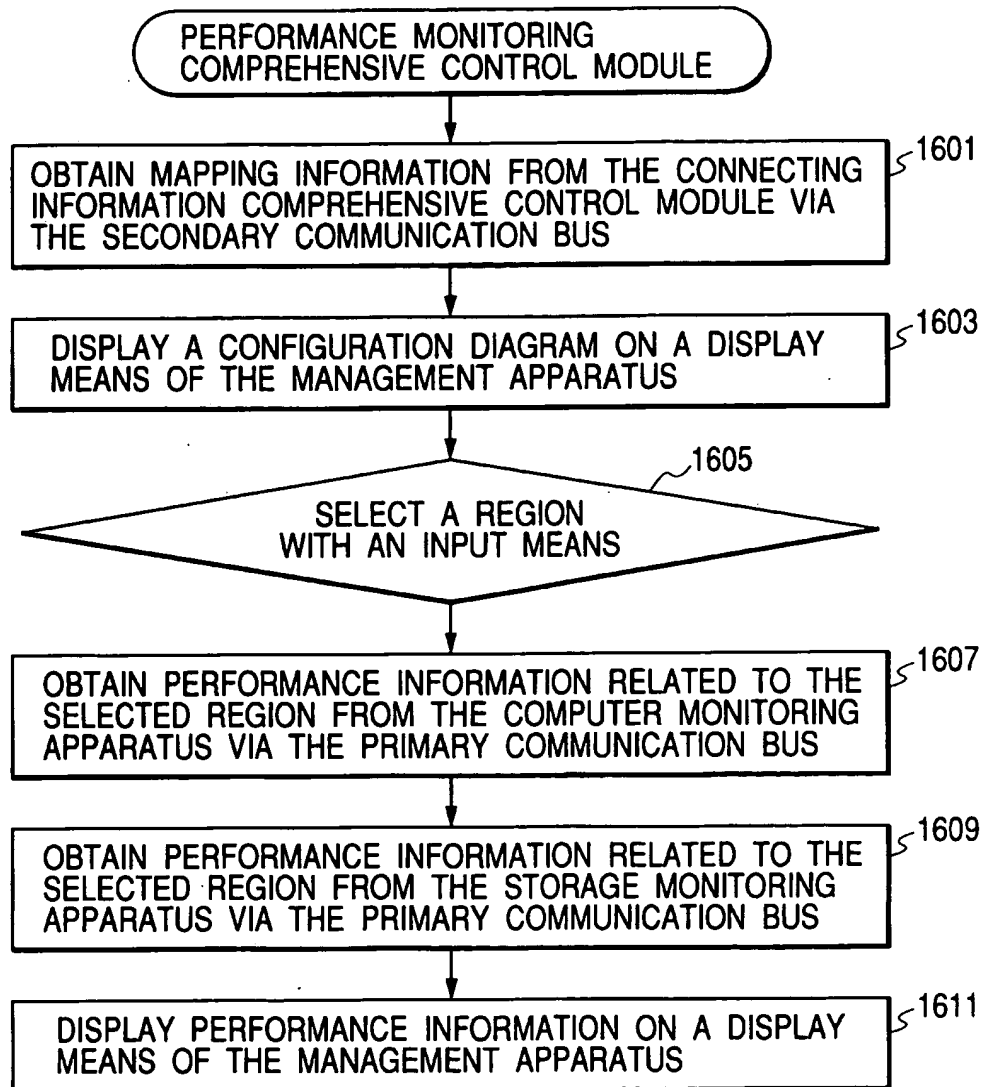 PERFORMANCE MONITORING
COMPREHENSIVE CONTROL MODULE
1601
OBTAIN MAPPING INFORMATION FROM THE CONNECTING
INFORMATION COMPREHENSIVE CONTROL MODULE VIA
THE SECONDARY COMMUNICATION BUS
1603
DISPLAY A CONFIGURATION DIAGRAM ON A DISPLAY
MEANS OF THE MANAGEMENT APPARATUS
1605
SELECT A REGION
WITH AN INPUT MEANS
1607
OBTAIN PERFORMANCE INFORMATION RELATED TO THE
SELECTED REGION FROM THE COMPUTER MONITORING
APPARATUS VIA THE PRIMARY COMMUNICATION BUS
1609
OBTAIN PERFORMANCE INFORMATION RELATED TO THE
SELECTED REGION FROM THE STORAGE MONITORING
APPARATUS VIA THE PRIMARY COMMUNICATION BUS
1611
DISPLAY PERFORMANCE INFORMATION ON A DISPLAY
MEANS OF THE MANAGEMENT APPARATUS